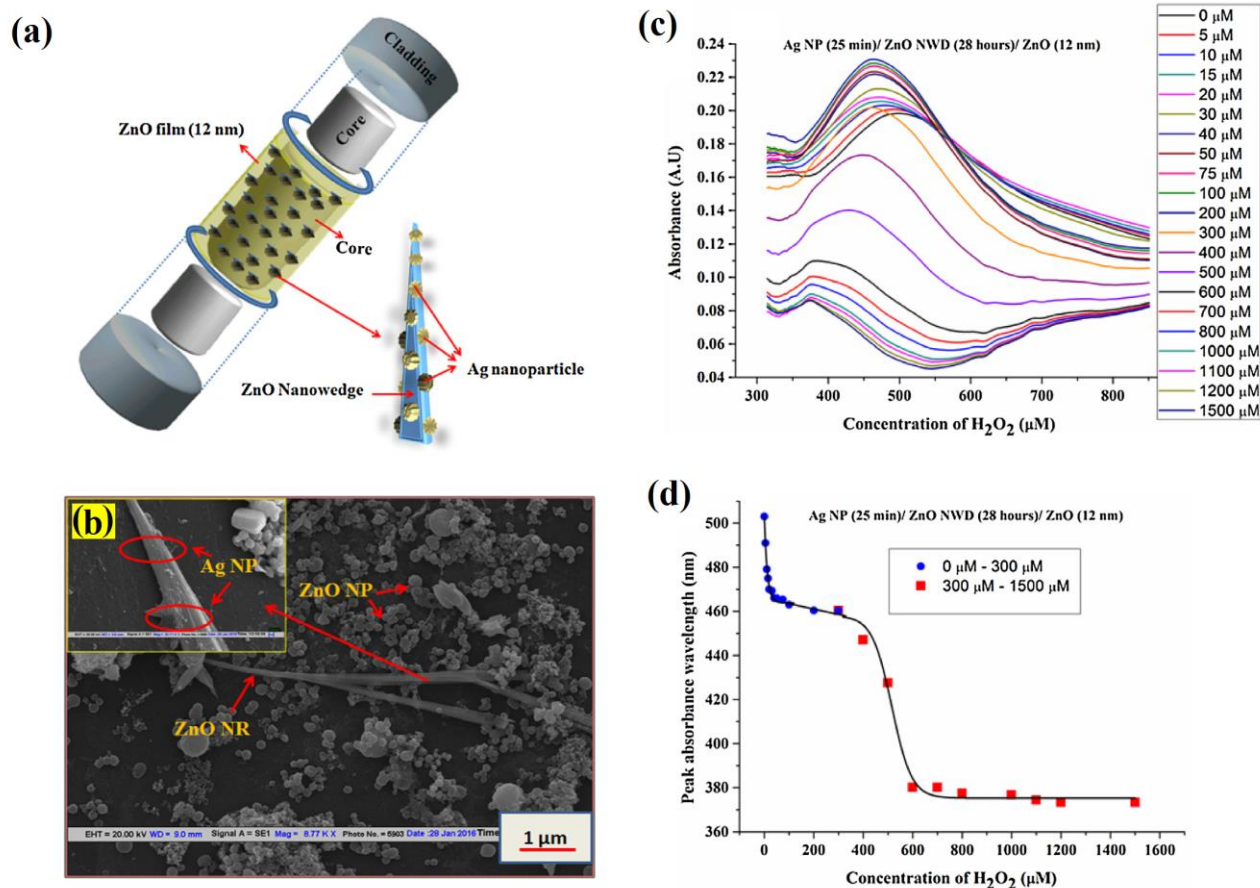 (a)
Cladding
Core
ZnO film (12 nm)
Core
Ag nanoparticle
ZnO Nanowedge
(b)
Ag NP
ZnO NP
ZnO NR
EHT = 20.00 kV WD = 9.0 mm Signal A = SE1 Mag = 8.77 K X Photo No. = 5903 Date :28 Jan 2016 Time
1 µm
(c)
Ag NP (25 min)/ ZnO NWD (28 hours)/ ZnO (12 nm)
Absorbance (A.U)
0.24
0.22
0.20
0.18
0.16
0.14
0.12
0.10
0.08
0.06
0.04
300 400 500 600 700 800
Concentration of H₂O₂ (µM)
0 µM
5 µM
10 µM
15 µM
20 µM
30 µM
40 µM
50 µM
75 µM
100 µM
200 µM
300 µM
400 µM
500 µM
600 µM
700 µM
800 µM
1000 µM
1100 µM
1200 µM
1500 µM
(d)
Ag NP (25 min)/ ZnO NWD (28 hours)/ ZnO (12 nm)
0 µM - 300 µM
300 µM - 1500 µM
Peak absorbance wavelength (nm)
500
480
460
440
420
400
380
360
0 200 400 600 800 1000 1200 1400 1600
Concentration of H₂O₂ (µM)